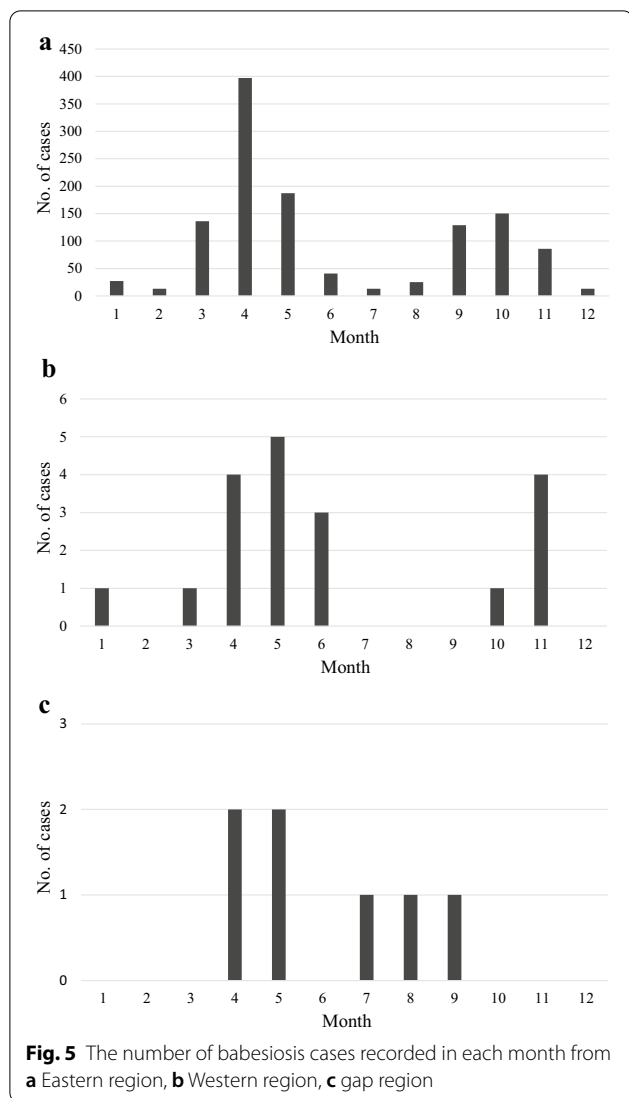 a
450
400
350
300
250
200
150
100
50
0
No. of cases
1 2 3 4 5 6 7 8 9 10 11 12
Month
b
6
5
4
3
2
1
0
No. of cases
1 2 3 4 5 6 7 8 9 10 11 12
Month
c
3
2
1
0
No. of cases
1 2 3 4 5 6 7 8 9 10 11 12
Month
Fig. 5 The number of babesiosis cases recorded in each month from
a Eastern region, b Western region, c gap region